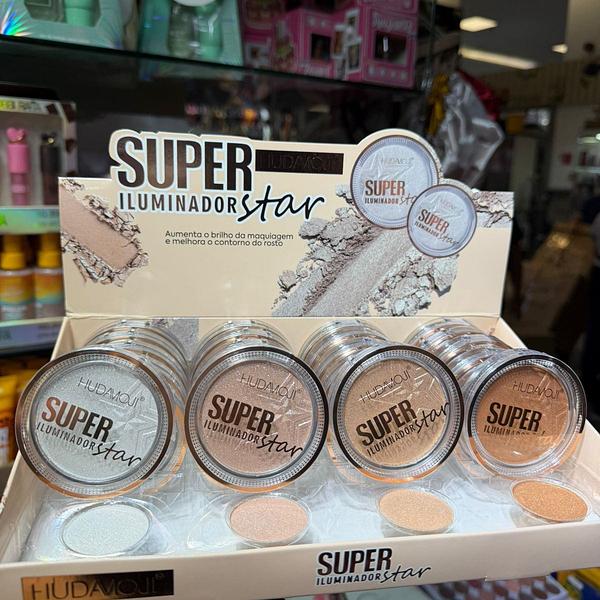 SUPER
HUDAMOJI
ILUMINADOR star
Aumenta o brilho da maquiagem
e melhora o contorno do rosto
HUDAMOJI
SUPER
ILUMINADOR star
SUPER
ILUMINADOR star
HUDAMOJI®
SUPER
ILUMINADOR star
HUDAMOJI®
SUPER
ILUMINADOR star
HUDAMOJI®
SUPER
ILUMINADOR star
HUDAMOJI®
SUPER
ILUMINADOR
HUDAMOJI®
SUPER
ILUMINADOR star